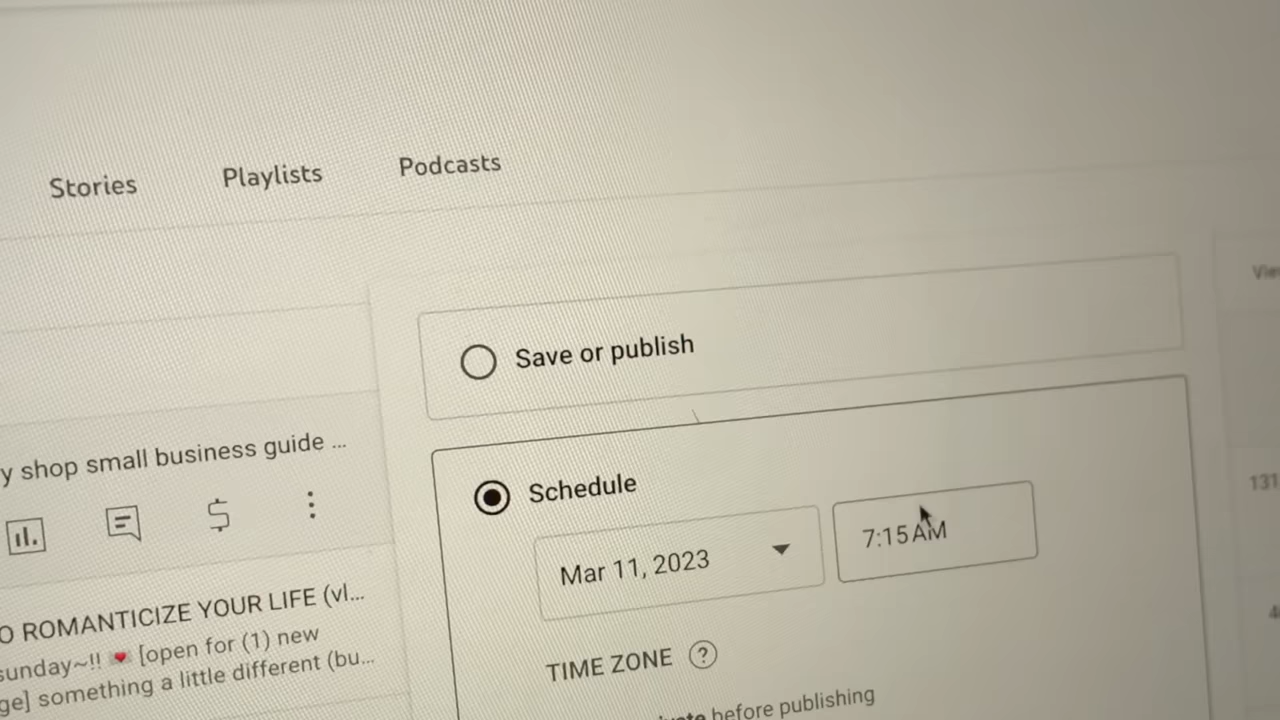 Stories Playlists Podcasts
Save or publish
y shop small business guide ...
Schedule
Mar 11, 2023 7:15 AM
O ROMANTICIZE YOUR LIFE (vl...
sunday~!! 💌 [open for (1) new
ge] something a little different (bu...
TIME ZONE ?
before publishing
131